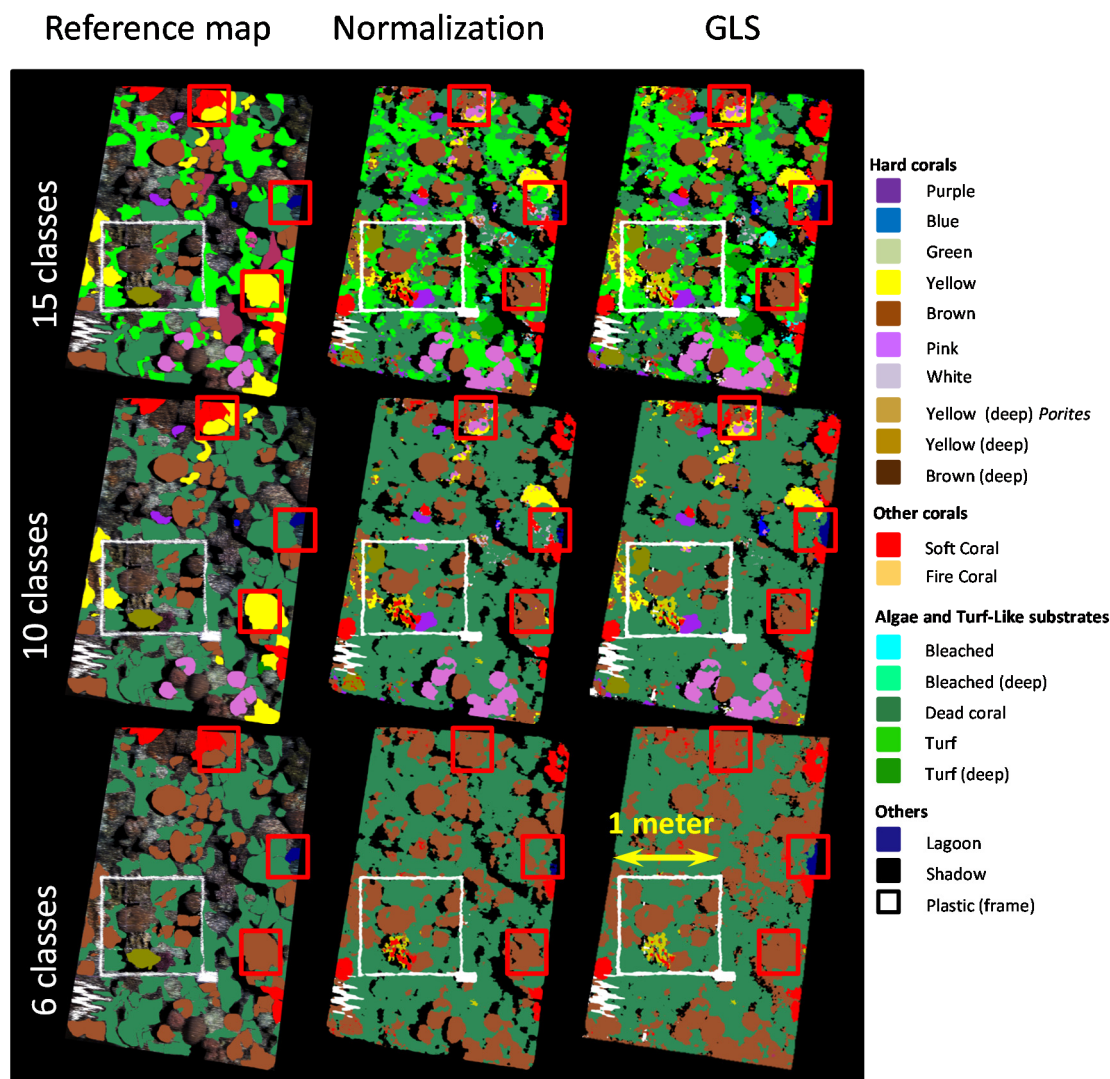 Reference map
Normalization
GLS
15 classes
10 classes
6 classes
1 meter
Hard corals
Purple
Blue
Green
Yellow
Brown
Pink
White
Yellow (deep) Porites
Yellow (deep)
Brown (deep)
Other corals
Soft Coral
Fire Coral
Algae and Turf-Like substrates
Bleached
Bleached (deep)
Dead coral
Turf
Turf (deep)
Others
Lagoon
Shadow
Plastic (frame)